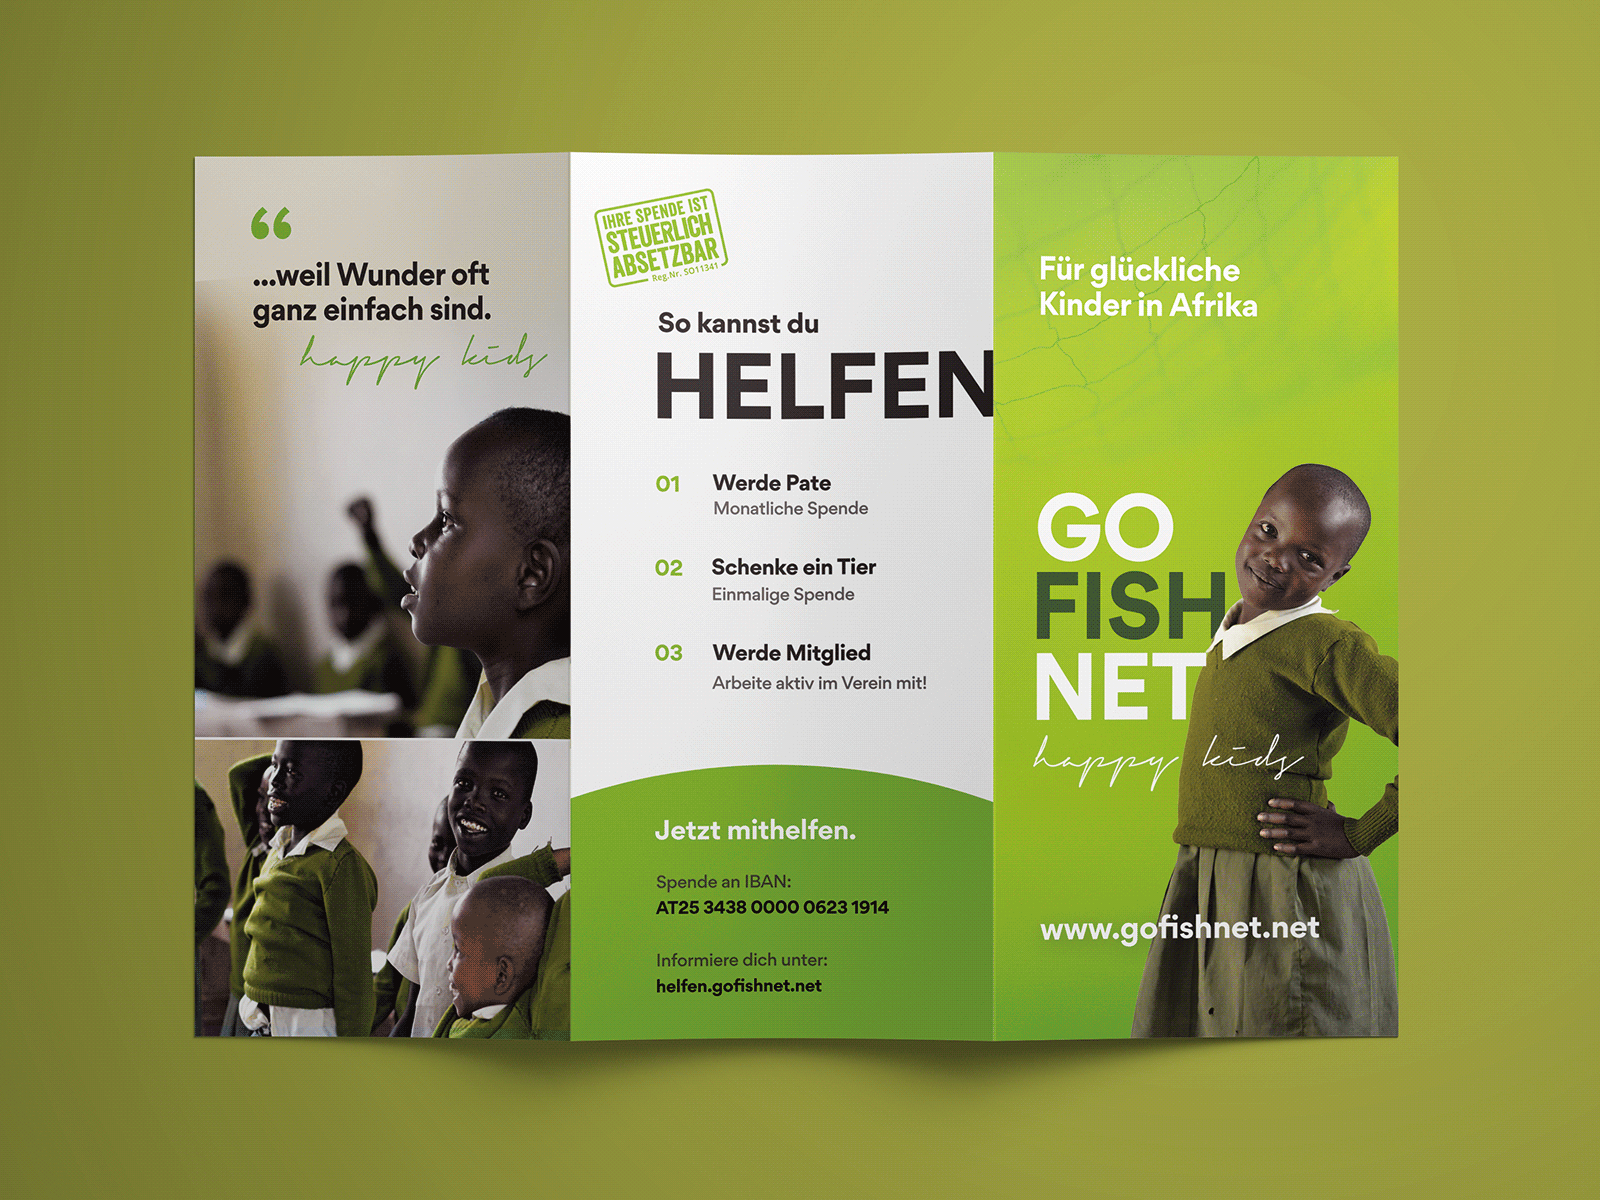 “
...weil Wunder oft
ganz einfach sind.
happy kids
IHRE SPENDE IST
STEUERLICH
ABSETZBAR
Reg.Nr. SO11341
So kannst du
HELFEN
01 Werde Pate
Monatliche Spende
02 Schenke ein Tier
Einmalige Spende
03 Werde Mitglied
Arbeite aktiv im Verein mit!
Jetzt mithelfen.
Spende an IBAN:
AT25 3438 0000 0623 1914
Informiere dich unter:
helfen.gofishnet.net
Für glückliche
Kinder in Afrika
GO
FISH
NET
happy kids
www.gofishnet.net